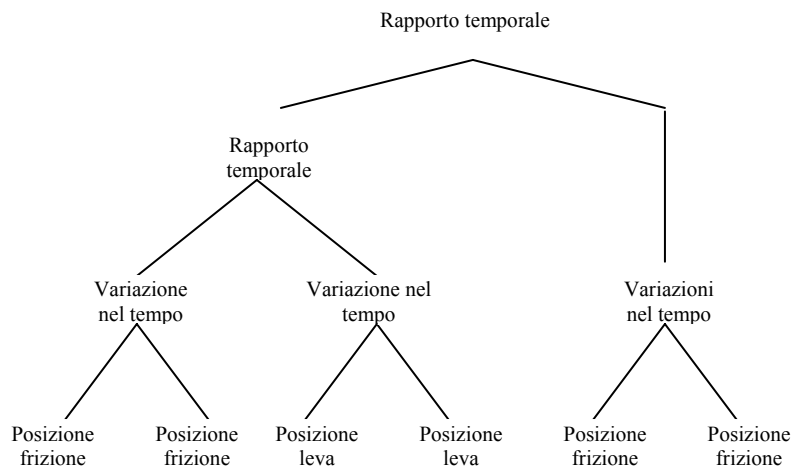 Rapporto temporale
Rapporto
temporale
Variazione
nel tempo
Variazione nel
tempo
Variazioni
nel tempo
Posizione
frizione
Posizione
frizione
Posizione
leva
Posizione
leva
Posizione
frizione
Posizione
frizione